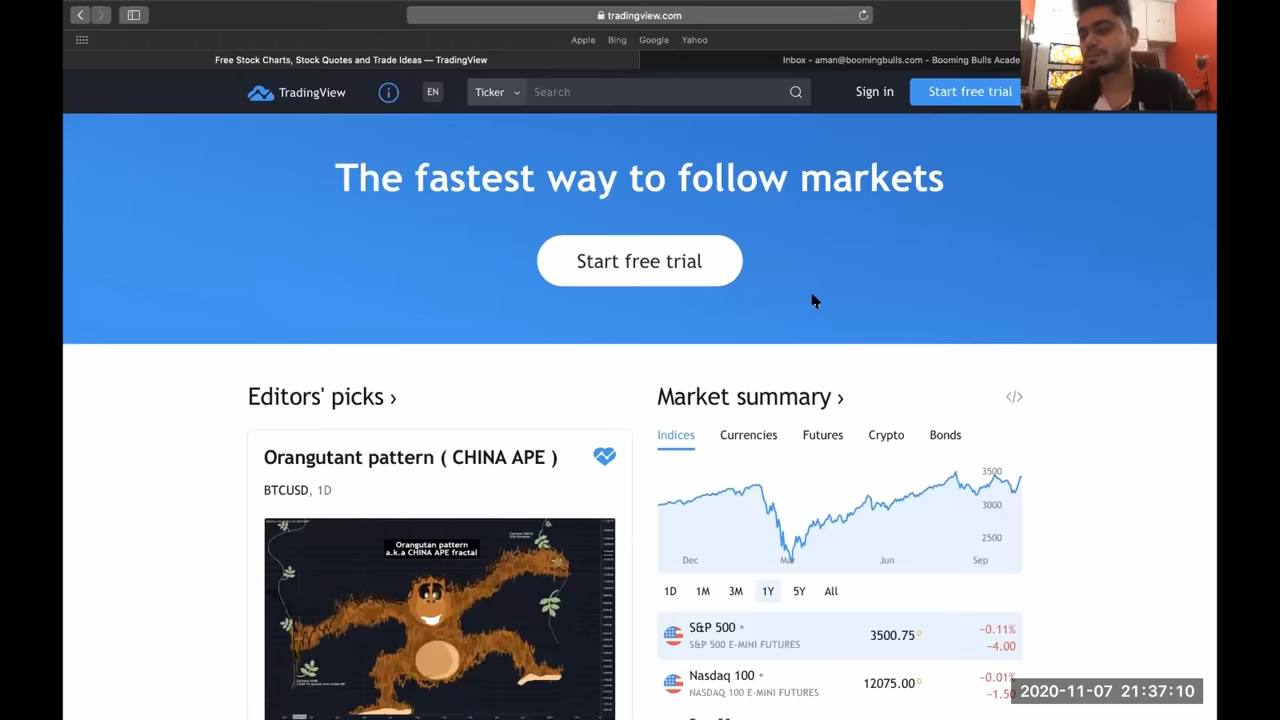 tradingview.com
Apple Bing Google Yahoo
Free Stock Charts, Stock Quotes and Trade Ideas — TradingView
Inbox - aman@boomingbulls.com - Booming Bulls Acade
TradingView
EN
Ticker
Search
Sign in
Start free trial
The fastest way to follow markets
Start free trial
Editors' picks ›
Orangutant pattern ( CHINA APE )
BTCUSD, 1D
Orangutan pattern
a.k.a CHINA APE fractal
Market summary ›
</>
Indices Currencies Futures Crypto Bonds
3500
3000
2500
Dec Mar Jun Sep
1D 1M 3M 1Y 5Y All
S&P 500
S&P 500 E-MINI FUTURES
3500.75 D
−0.11%
−4.00
Nasdaq 100
NASDAQ 100 E-MINI FUTURES
12075.00 D
−0.01%
−1.50
2020-11-07 21:37:10